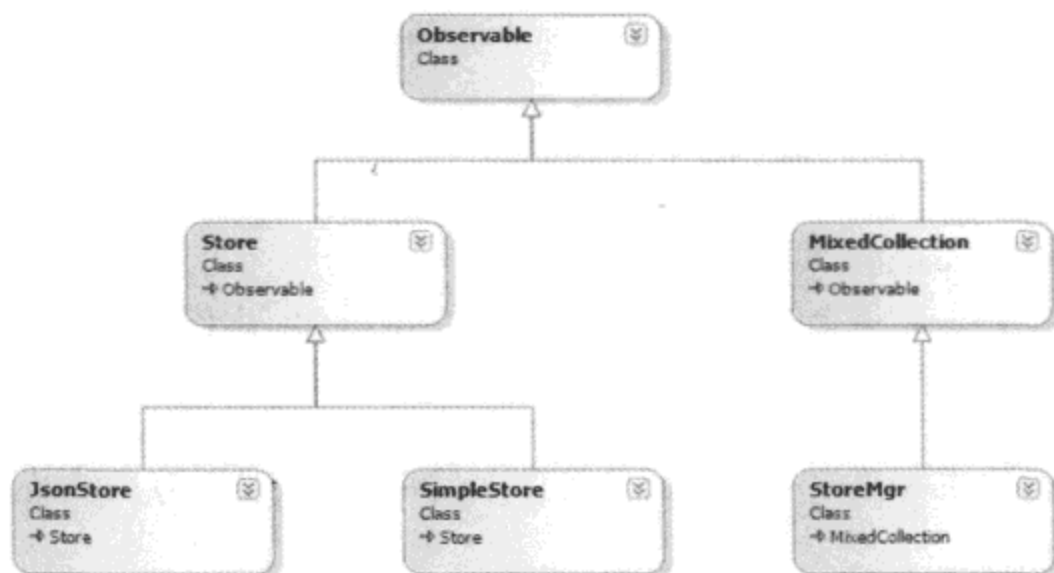 Observable
Class
Store
Class
Observable
MixedCollection
Class
Observable
JsonStore
Class
Store
SimpleStore
Class
Store
StoreMgr
Class
MixedCollection